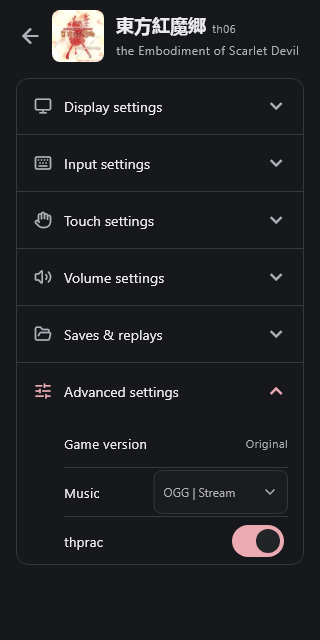 東方紅魔郷 th06
the Embodiment of Scarlet Devil
Display settings
Input settings
Touch settings
Volume settings
Saves & replays
Advanced settings
Game version Original
Music OGG | Stream
thprac